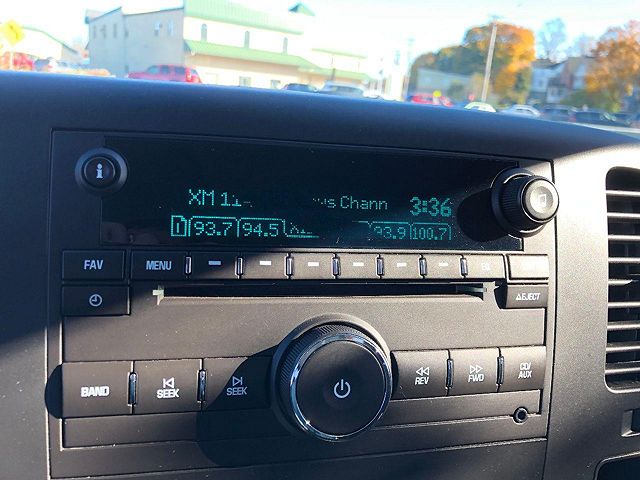 XM Chann 3:36
1 93.7 94.5 93.9 100.7
FAV MENU
EJECT
BAND SEEK SEEK REV FWD CD/
AUX